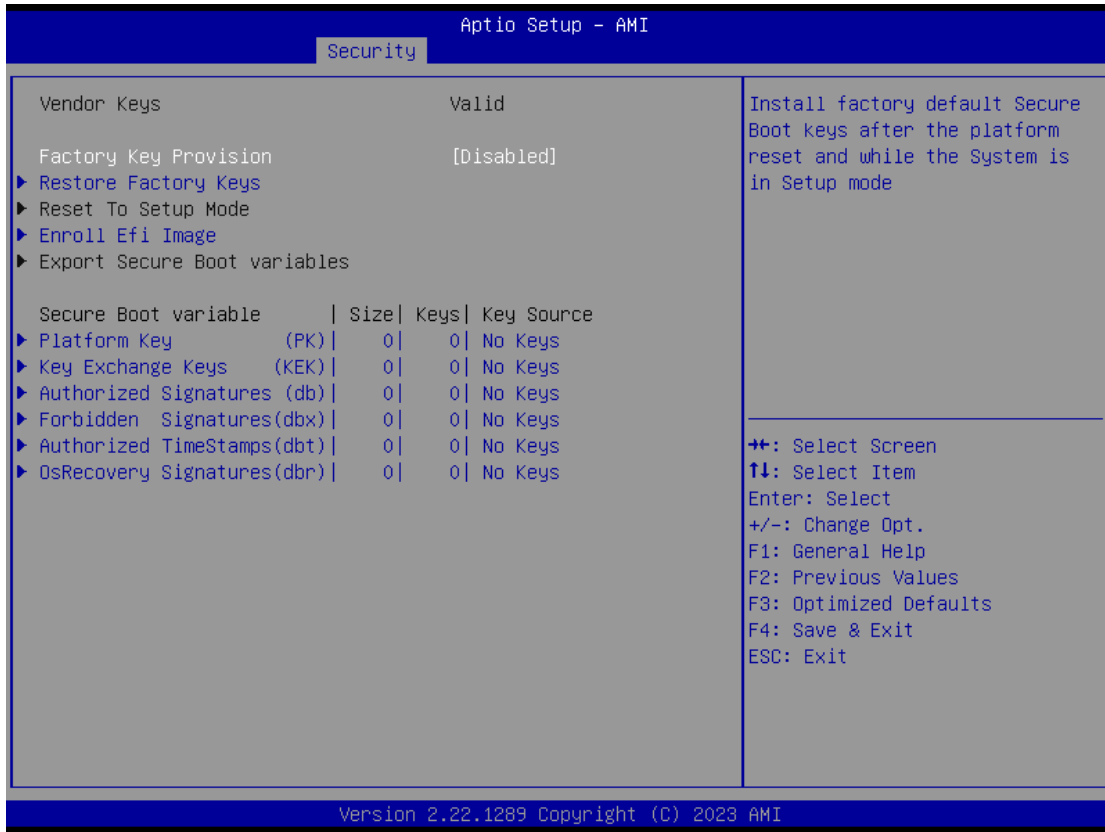 Aptio Setup – AMI
Security
Vendor Keys Valid
Factory Key Provision [Disabled]
▶ Restore Factory Keys
▶ Reset To Setup Mode
▶ Enroll Efi Image
▶ Export Secure Boot variables
Secure Boot variable | Size| Keys| Key Source
▶ Platform Key (PK)| 0| 0| No Keys
▶ Key Exchange Keys (KEK)| 0| 0| No Keys
▶ Authorized Signatures (db)| 0| 0| No Keys
▶ Forbidden Signatures(dbx)| 0| 0| No Keys
▶ Authorized TimeStamps(dbt)| 0| 0| No Keys
▶ OsRecovery Signatures(dbr)| 0| 0| No Keys
Install factory default Secure
Boot keys after the platform
reset and while the System is
in Setup mode
→←: Select Screen
↑↓: Select Item
Enter: Select
+/-: Change Opt.
F1: General Help
F2: Previous Values
F3: Optimized Defaults
F4: Save & Exit
ESC: Exit
Version 2.22.1289 Copyright (C) 2023 AMI